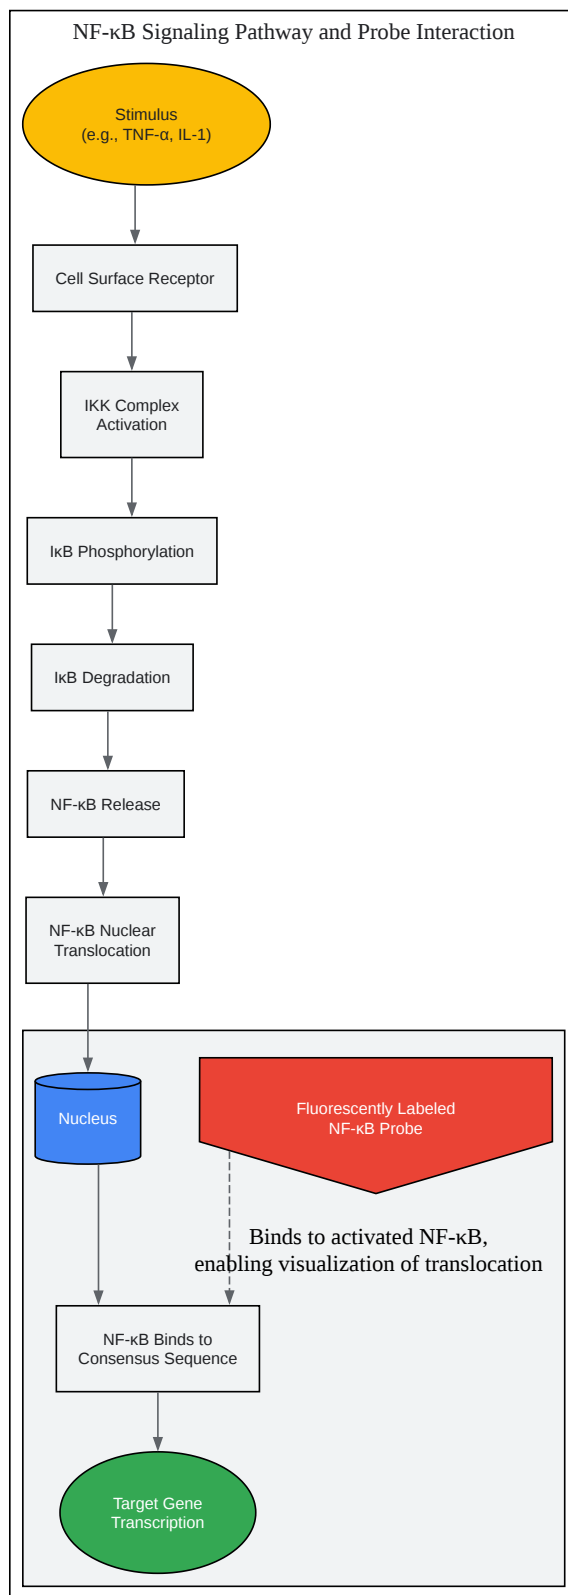 NF-κB Signaling Pathway and Probe Interaction
Stimulus
(e.g., TNF-α, IL-1)
Cell Surface Receptor
IKK Complex
Activation
IκB Phosphorylation
IκB Degradation
NF-κB Release
NF-κB Nuclear
Translocation
Nucleus
Fluorescently Labeled
NF-κB Probe
Binds to activated NF-κB,
enabling visualization of translocation
NF-κB Binds to
Consensus Sequence
Target Gene
Transcription